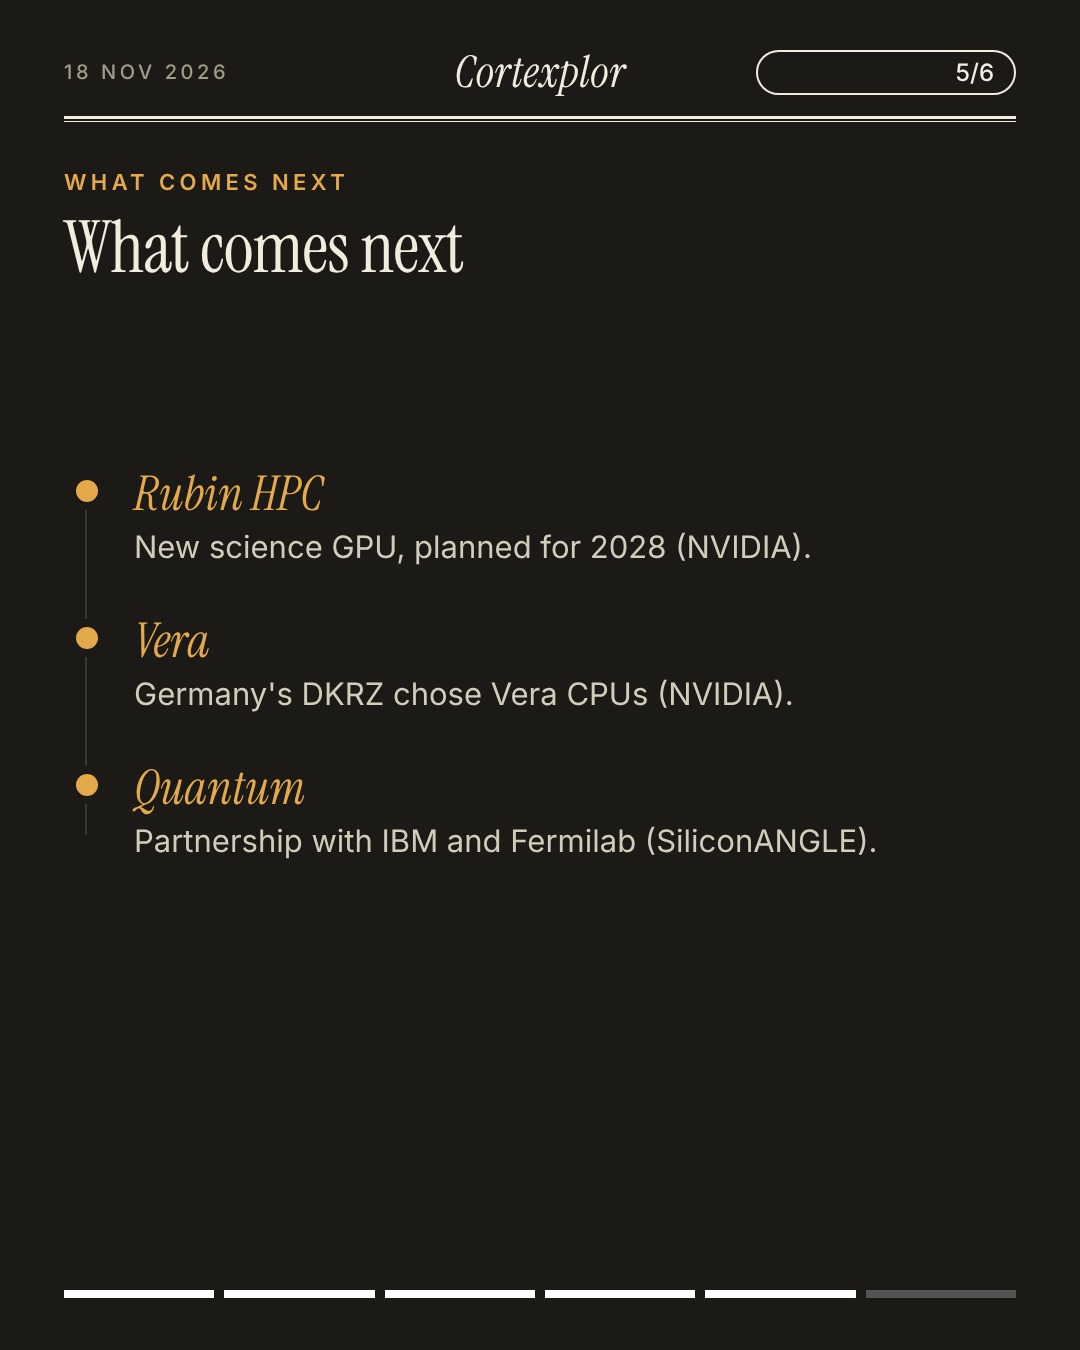 18 NOV 2026
Cortexplor
5/6
WHAT COMES NEXT
What comes next
Rubin HPC
New science GPU, planned for 2028 (NVIDIA).
Vera
Germany's DKRZ chose Vera CPUs (NVIDIA).
Quantum
Partnership with IBM and Fermilab (SiliconANGLE).